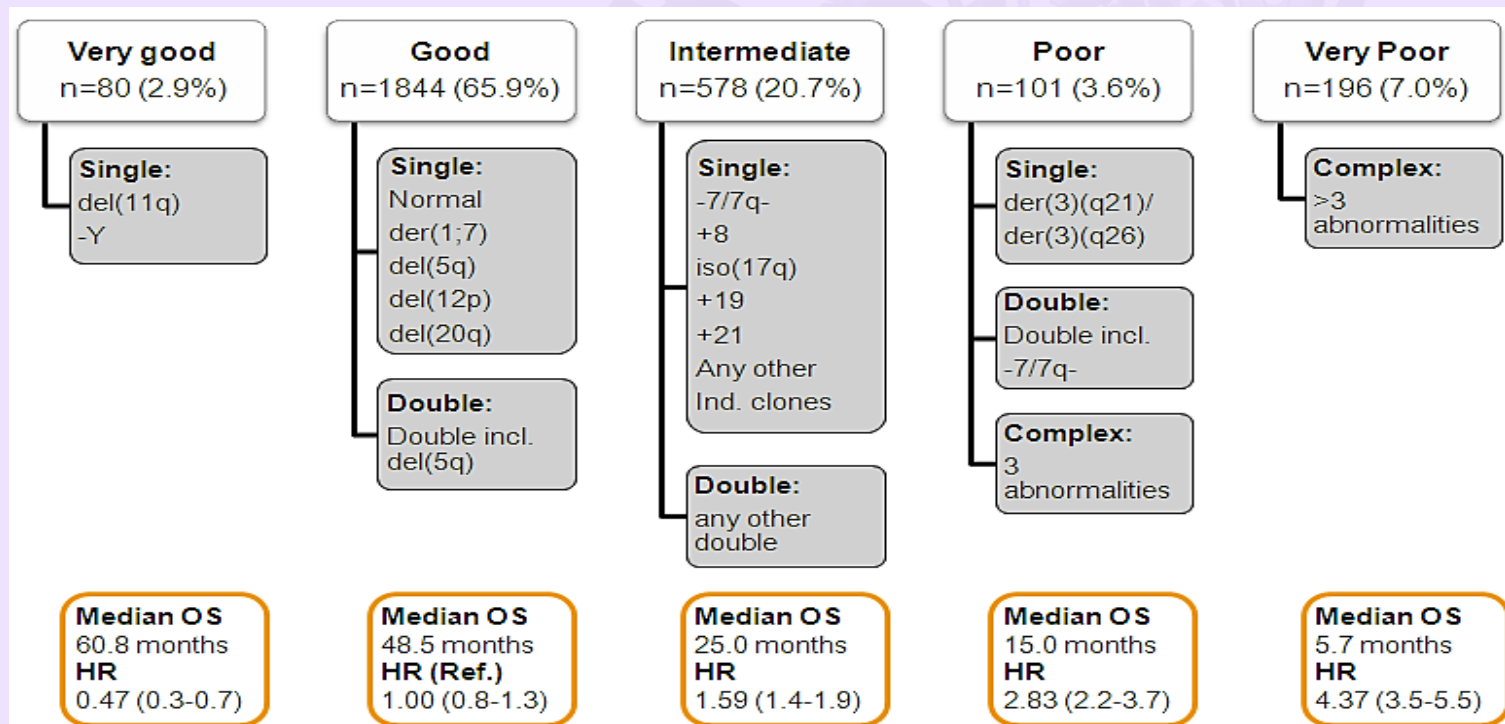 Very good
n=80 (2.9%)
Single:
del(11q)
-Y
Median OS
60.8 months
HR
0.47 (0.3-0.7)
Good
n=1844 (65.9%)
Single:
Normal
der(1;7)
del(5q)
del(12p)
del(20q)
Double:
Double incl.
del(5q)
Median OS
48.5 months
HR (Ref.)
1.00 (0.8-1.3)
Intermediate
n=578 (20.7%)
Single:
-7/7q-
+8
iso(17q)
+19
+21
Any other
Ind. clones
Double:
any other
double
Median OS
25.0 months
HR
1.59 (1.4-1.9)
Poor
n=101 (3.6%)
Single:
der(3)(q21)/
der(3)(q26)
Double:
Double incl.
-7/7q-
Complex:
3
abnormalities
Median OS
15.0 months
HR
2.83 (2.2-3.7)
Very Poor
n=196 (7.0%)
Complex:
>3
abnormalities
Median OS
5.7 months
HR
4.37 (3.5-5.5)